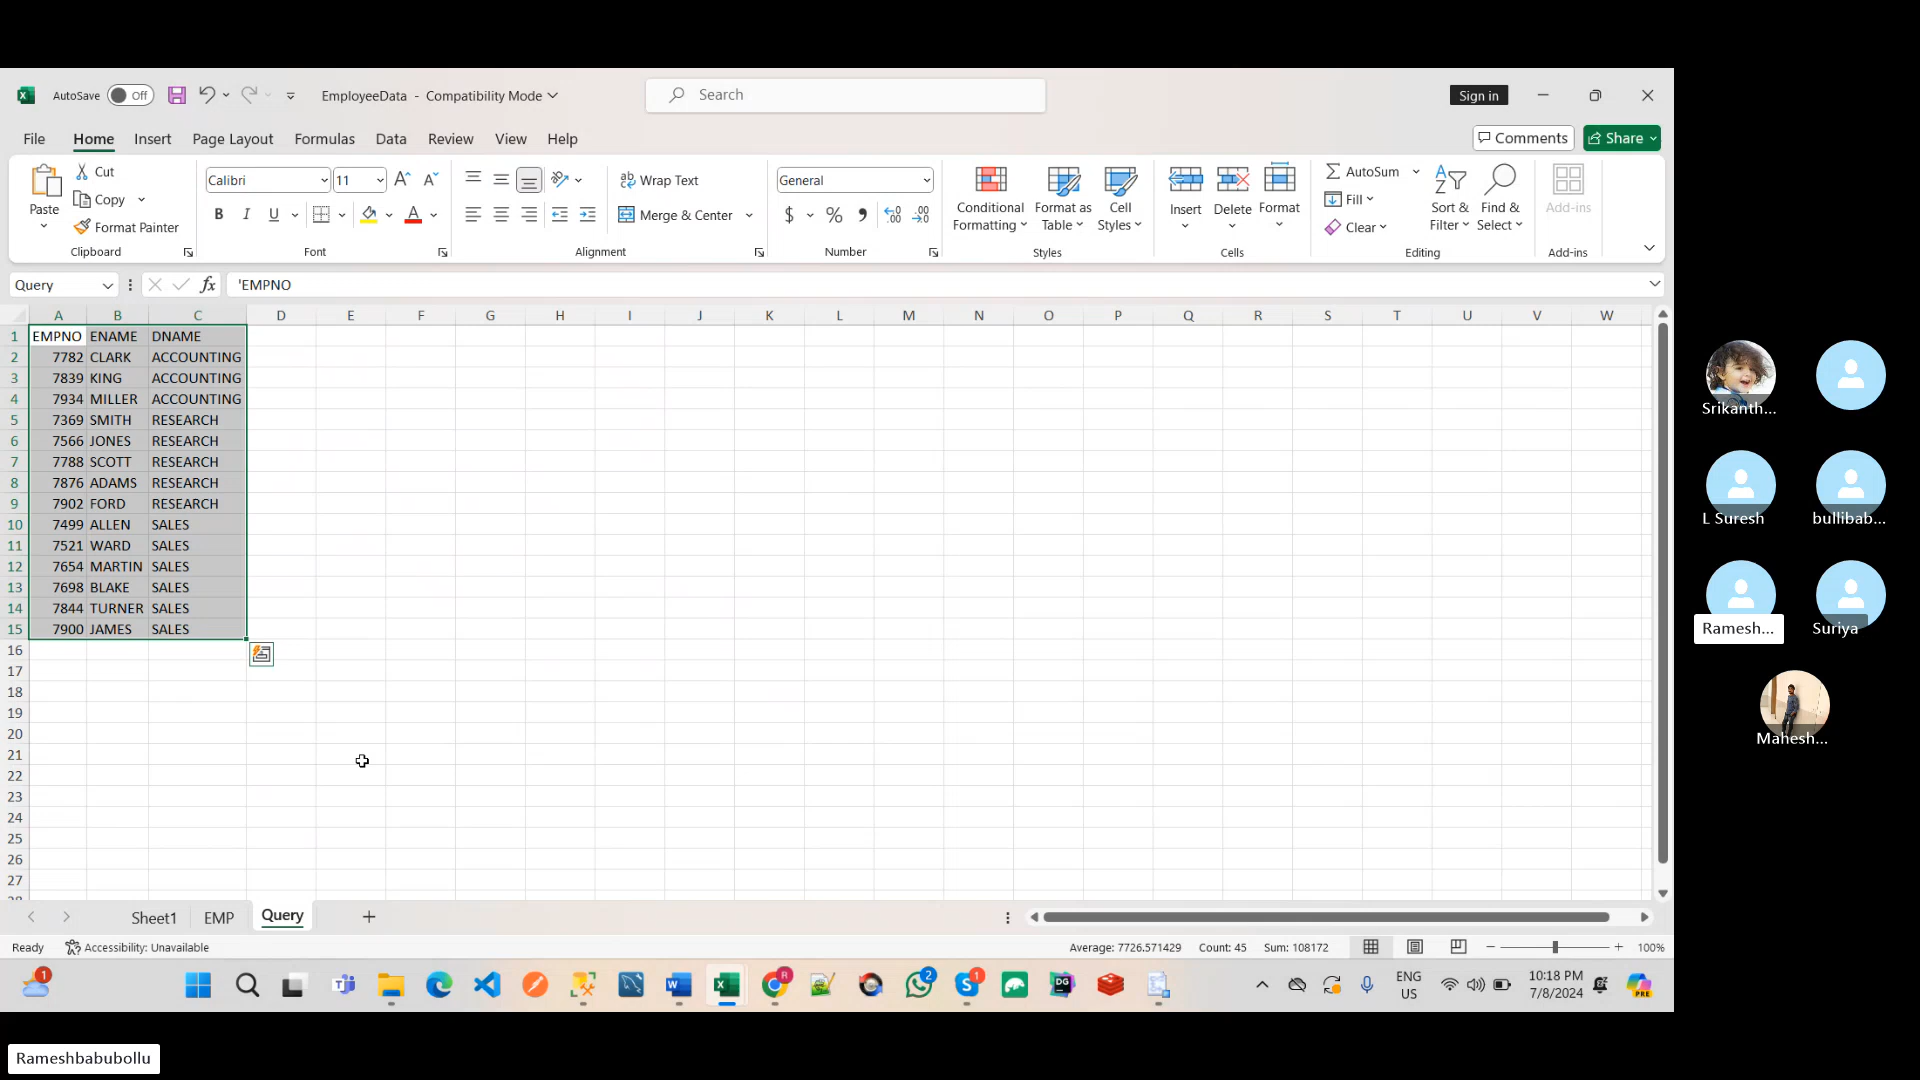 AutoSave Off EmployeeData - Compatibility Mode Search Sign in
File Home Insert Page Layout Formulas Data Review View Help Comments Share
Paste Cut Copy Format Painter
Calibri 11
B I U A
Wrap Text
Merge & Center
General
$ % ,
Conditional Formatting
Format as Table
Cell Styles
Insert Delete Format
AutoSum
Fill
Clear
Sort & Filter
Find & Select
Add-ins
Clipboard Font Alignment Number Styles Cells Editing Add-ins
Query fx 'EMPNO
A B C D E F G H I J K L M N O P Q R S T U V W
1 EMPNO ENAME DNAME
2 7782 CLARK ACCOUNTING
3 7839 KING ACCOUNTING
4 7934 MILLER ACCOUNTING
5 7369 SMITH RESEARCH
6 7566 JONES RESEARCH
7 7788 SCOTT RESEARCH
8 7876 ADAMS RESEARCH
9 7902 FORD RESEARCH
10 7499 ALLEN SALES
11 7521 WARD SALES
12 7654 MARTIN SALES
13 7698 BLAKE SALES
14 7844 TURNER SALES
15 7900 JAMES SALES
16
17
18
19
20
21
22
23
24
25
26
27
Sheet1 EMP Query
Ready Accessibility: Unavailable Average: 7726.571429 Count: 45 Sum: 108172 100%
1 R 2 1 DG ENG US 10:18 PM 7/8/2024 PRE
Srikanth...
L Suresh bullibab...
Ramesh... Suriya
Mahesh...
Rameshbabubollu